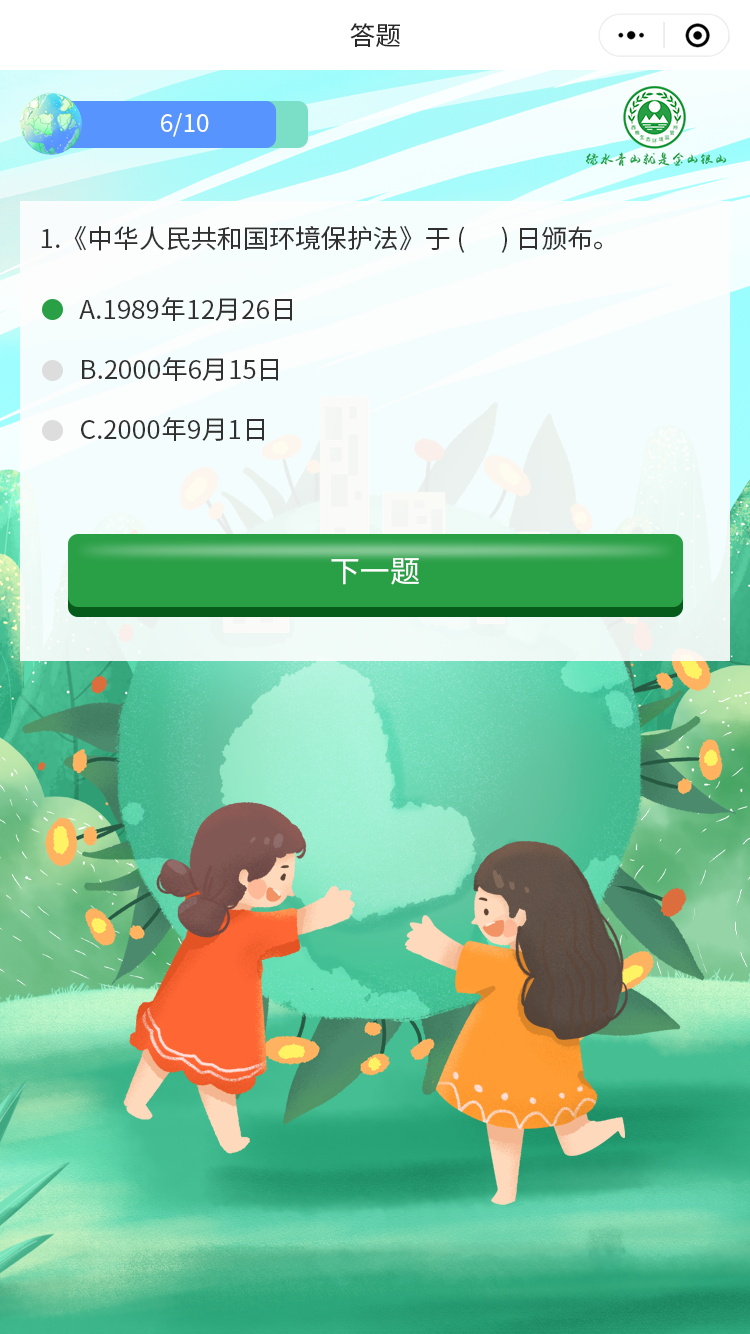 答题
6/10
绿水青山就是金山银山
1.《中华人民共和国环境保护法》于 (　 ) 日颁布。
A.1989年12月26日
B.2000年6月15日
C.2000年9月1日
下一题